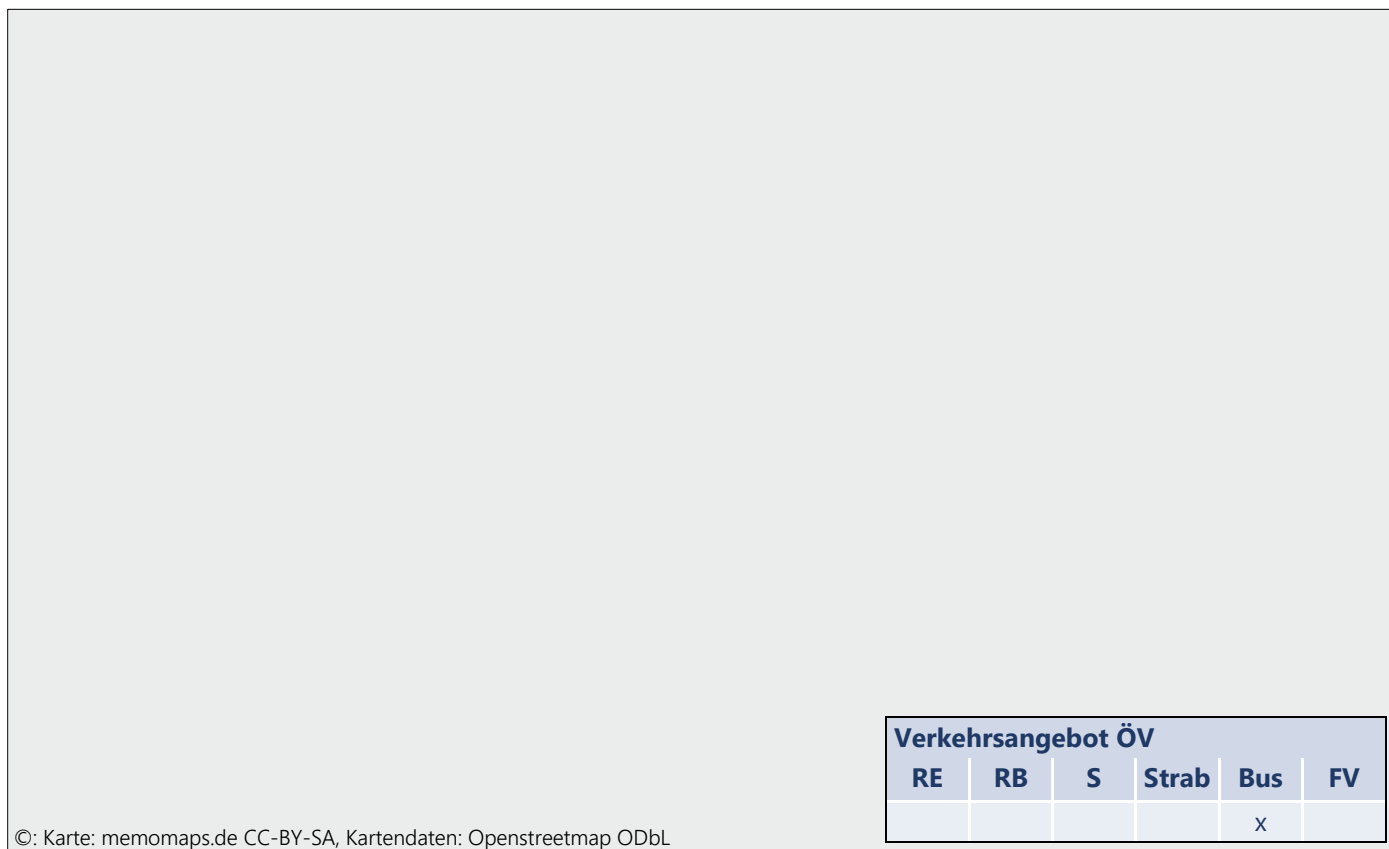 Verkehrsangebot ÖV
RE RB S Strab Bus FV
x
©: Karte: memomaps.de CC-BY-SA, Kartendaten: Openstreetmap ODbL